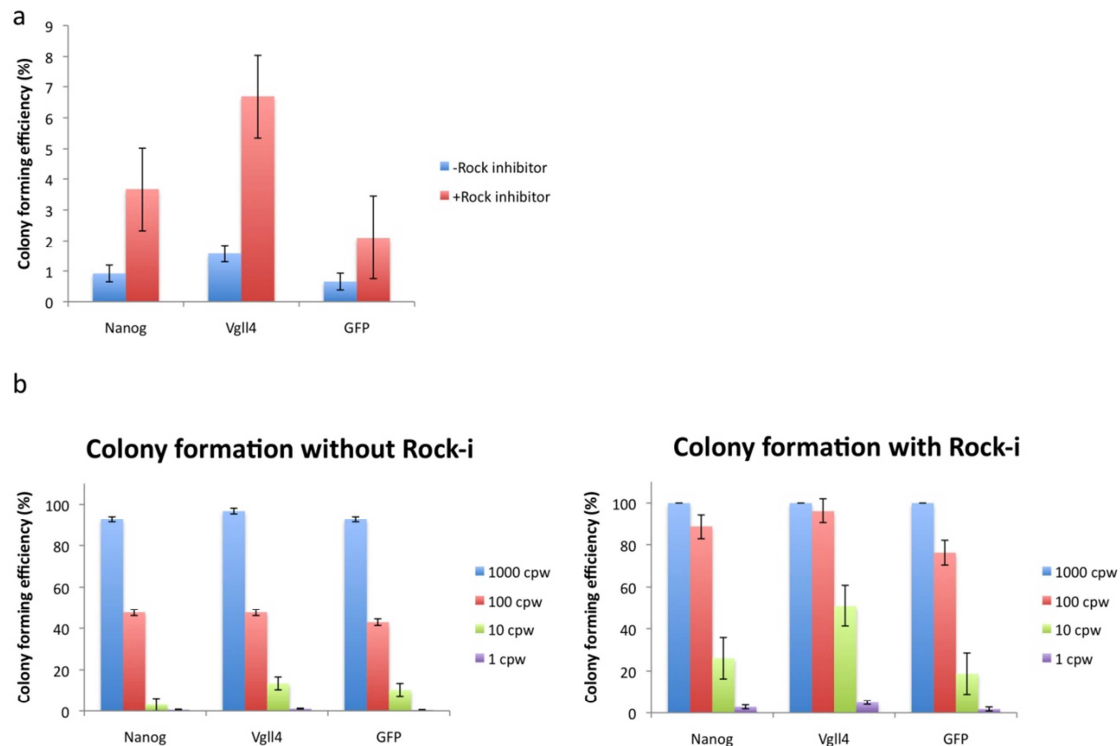 a
9
8
7
6
5
4
3
2
1
0
Colony forming efficiency (%)
Nanog Vgll4 GFP
-Rock inhibitor
+Rock inhibitor
b
Colony formation without Rock-i
100
80
60
40
20
0
Colony forming efficiency (%)
Nanog Vgll4 GFP
1000 cpw
100 cpw
10 cpw
1 cpw
Colony formation with Rock-i
100
80
60
40
20
0
Colony forming efficiency (%)
Nanog Vgll4 GFP
1000 cpw
100 cpw
10 cpw
1 cpw